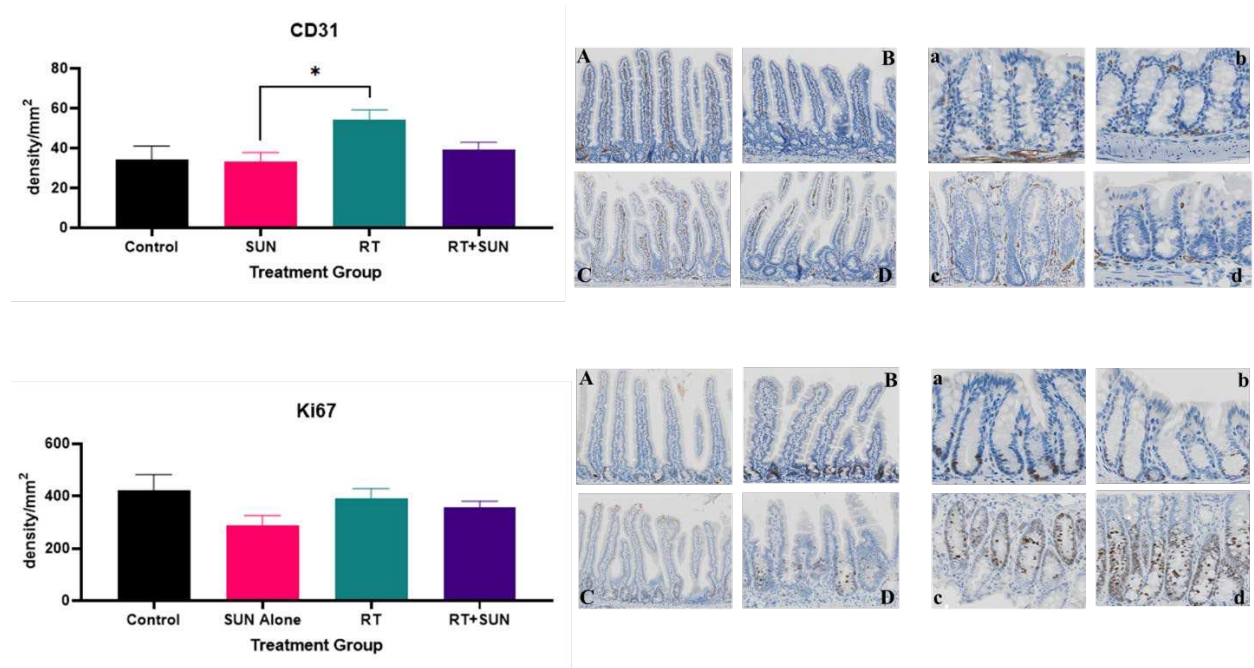 CD31
80
60
40
20
0
density/mm²
*
Control SUN RT RT+SUN
Treatment Group
A B
C D
a b
c d
Ki67
600
400
200
0
density/mm²
Control SUN Alone RT RT+SUN
Treatment Group
A B
C D
a b
c d